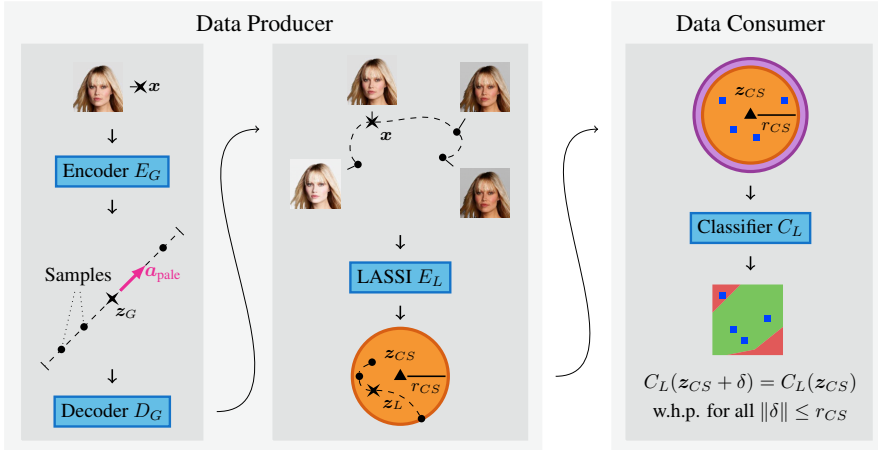 Data Producer
𝒙
Encoder E_G
Samples
𝒂_pale
𝒛_G
Decoder D_G
𝒙
LASSI E_L
𝒛_CS
r_CS
𝒛_L
Data Consumer
𝒛_CS
r_CS
Classifier C_L
C_L(𝒛_CS + δ) = C_L(𝒛_CS)
w.h.p. for all ‖δ‖ ≤ r_CS